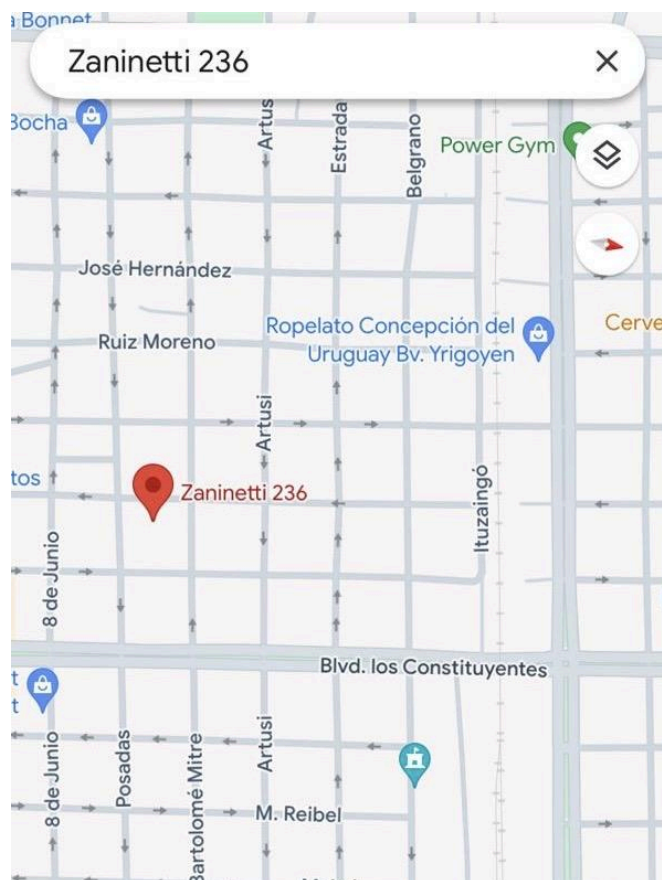 a Bonnet
Zaninetti 236
Bocha
Artus
Estrada
Belgrano
Power Gym
José Hernández
Ruiz Moreno
Ropelato Concepción del
Uruguay Bv. Yrigoyen
Cerve
Artusi
tos
Zaninetti 236
Ituzaingó
8 de Junio
Blvd. los Constituyentes
t
t
8 de Junio
Posadas
Bartolomé Mitre
Artusi
M. Reibel